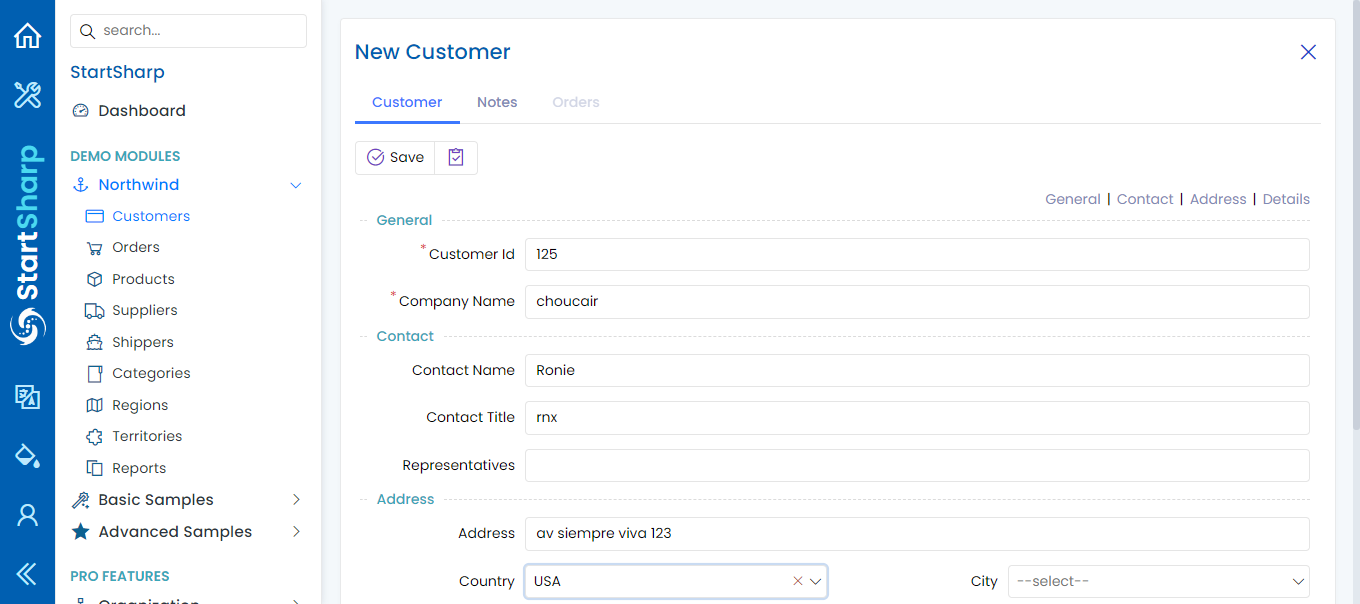 search...
StartSharp
StartSharp
Dashboard
DEMO MODULES
Northwind
Customers
Orders
Products
Suppliers
Shippers
Categories
Regions
Territories
Reports
Basic Samples
Advanced Samples
PRO FEATURES
Organization
New Customer
Customer Notes Orders
Save
General | Contact | Address | Details
General
* Customer Id 125
* Company Name choucair
Contact
Contact Name Ronie
Contact Title rnx
Representatives
Address
Address av siempre viva 123
Country USA City --select--